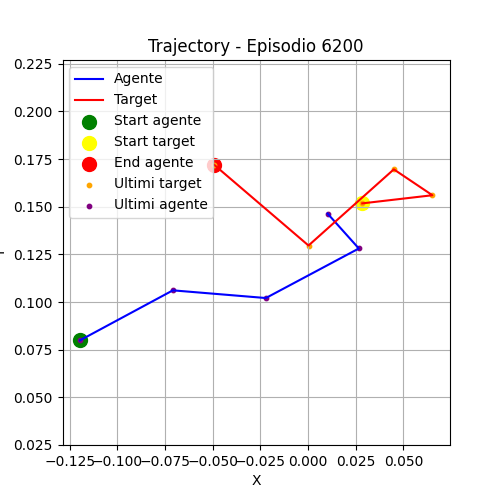 Trajectory - Episodio 6200
0.225
0.200
0.175
0.150
0.125
0.100
0.075
0.050
0.025
Agente
Target
Start agente
Start target
End agente
Ultimi target
Ultimi agente
−0.125 −0.100 −0.075 −0.050 −0.025 0.000 0.025 0.050
X